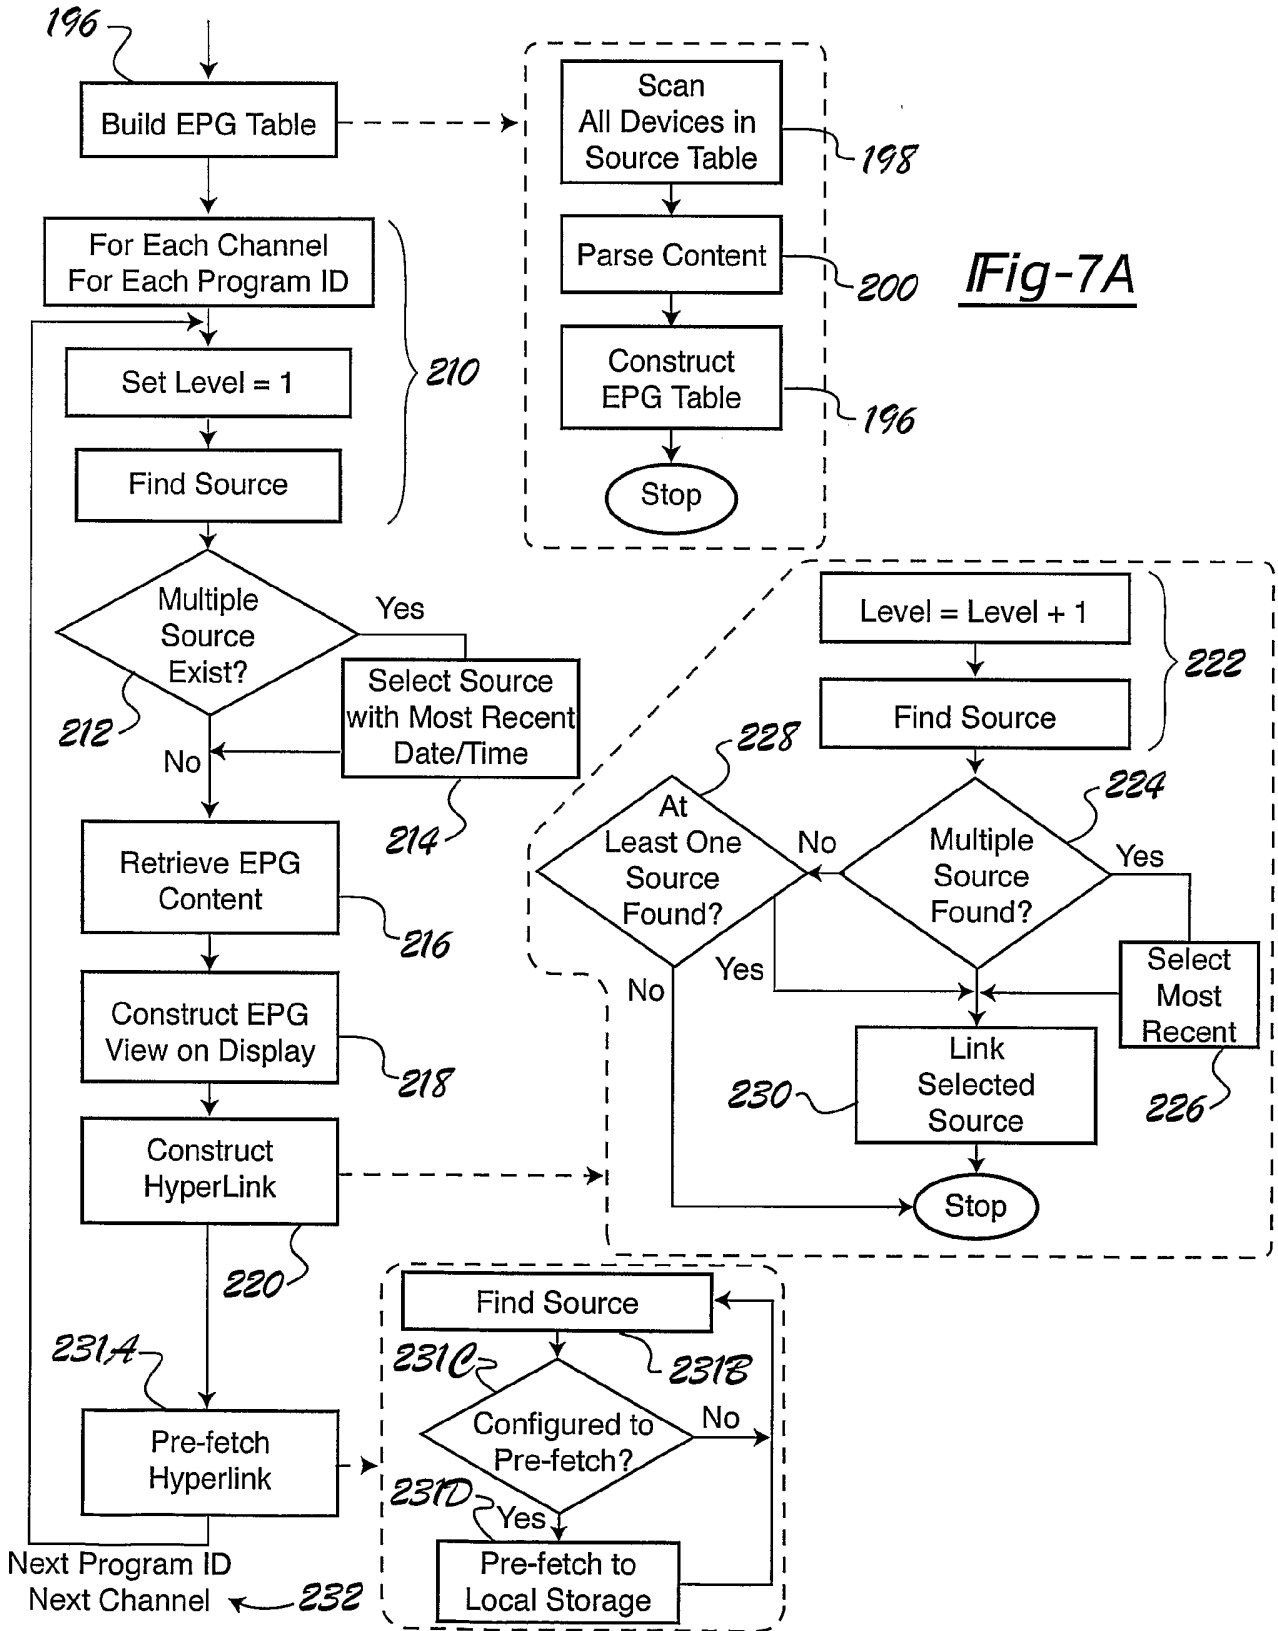 196
Build EPG Table
For Each Channel
For Each Program ID
Set Level = 1
Find Source
210
Multiple
Source
Exist?
Yes
212
No
Select Source
with Most Recent
Date/Time
214
Retrieve EPG
Content
216
Construct EPG
View on Display
218
Construct
HyperLink
220
231A
Pre-fetch
Hyperlink
Next Program ID
Next Channel
232
Scan
All Devices in
Source Table
198
Parse Content
200
Construct
EPG Table
196
Stop
Fig-7A
Level = Level + 1
Find Source
222
228
At
Least One
Source
Found?
No
Multiple
Source
Found?
224
Yes
Yes
No
Select
Most
Recent
226
230
Link
Selected
Source
Stop
Find Source
231B
231C
Configured to
Pre-fetch?
No
231D
Yes
Pre-fetch to
Local Storage